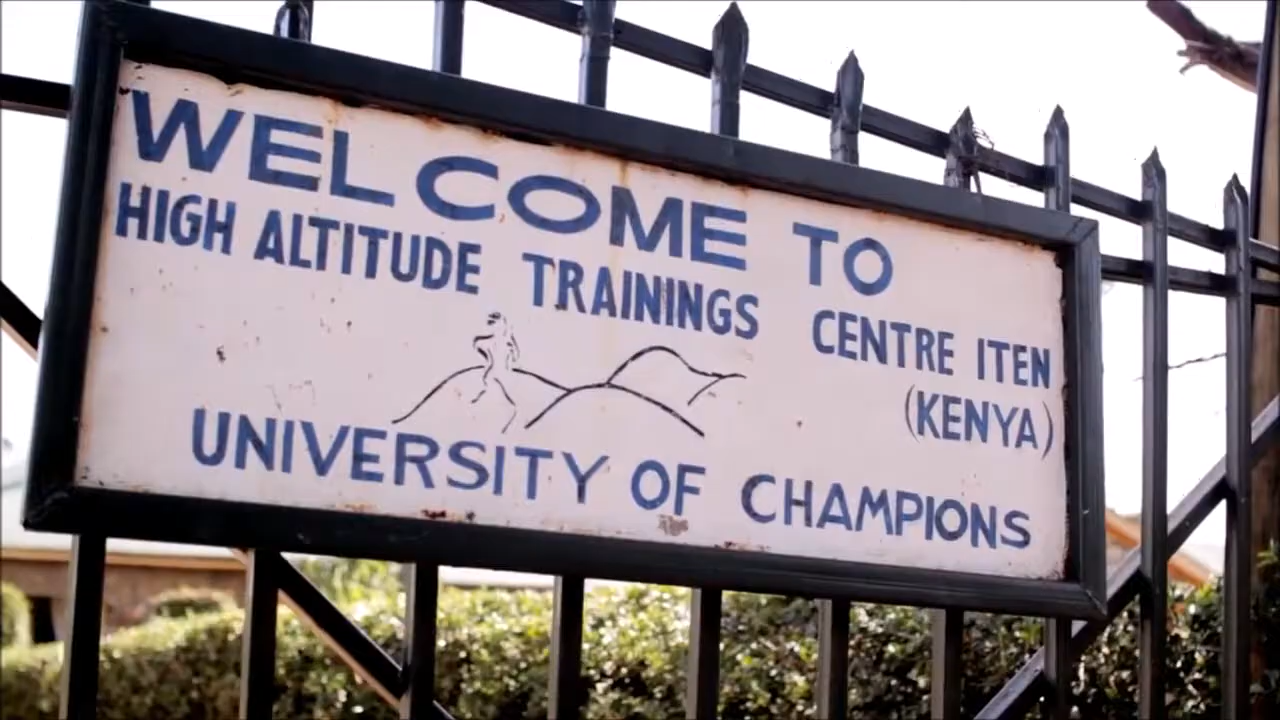 WELCOME TO
HIGH ALTITUDE TRAININGS CENTRE ITEN
(KENYA)
UNIVERSITY OF CHAMPIONS